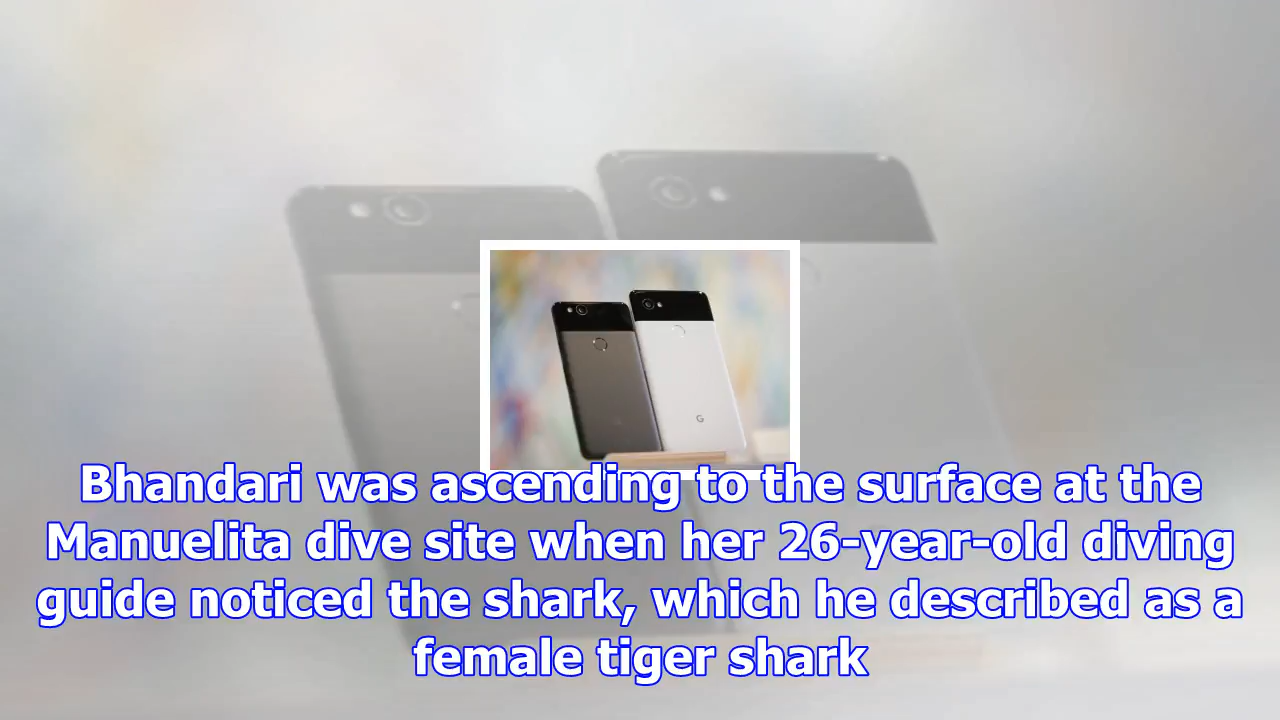 Bhandari was ascending to the surface at the
Manuelita dive site when her 26-year-old diving
guide noticed the shark, which he described as a
female tiger shark